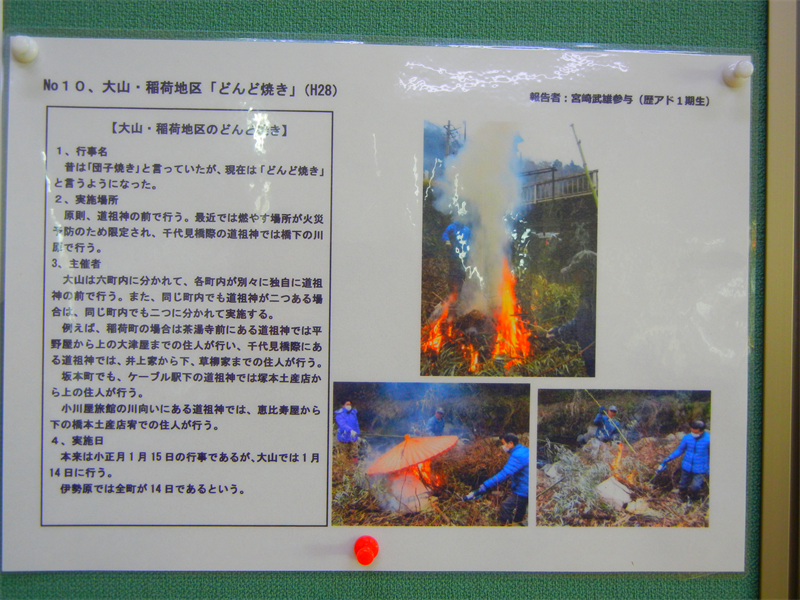 No10、大山・稲荷地区「どんど焼き」(H28)
報告者：宮崎武雄参与（歴アド１期生）
【大山・稲荷地区のどんど焼き】
１、行事名
昔は「団子焼き」と言っていたが、現在は「どんど焼き」
と言うようになった。
２、実施場所
原則、道祖神の前で行う。最近では燃やす場所が火災
予防のため限定され、千代見橋際の道祖神では橋下の川
原で行う。
3、主催者
大山は六町内に分かれて、各町内が別々に独自に道祖
神の前で行う。また、同じ町内でも道祖神が二つある場
合は、同じ町内でも二つに分かれて実施する。
例えば、稲荷町の場合は茶湯寺前にある道祖神では平
野屋から上の大津屋までの住人が行い、千代見橋際にあ
る道祖神では、井上家から下、草柳家までの住人が行う。
坂本町でも、ケーブル駅下の道祖神では塚本土産店か
ら上の住人が行う。
小川屋旅館の川向いにある道祖神では、恵比寿屋から
下の橋本土産店宥での住人が行う。
４、実施日
本来は小正月１月15日の行事であるが、大山では１月
14日に行う。
伊勢原では全町が14日であるという。